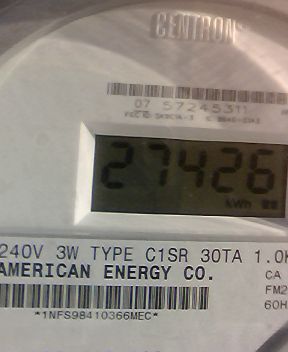 CENTRON
07 57245311
27426
kWh
240V 3W TYPE C1SR 30TA 1.0K
AMERICAN ENERGY CO.
CA
FM2
60H
*1NFS98410366MEC*